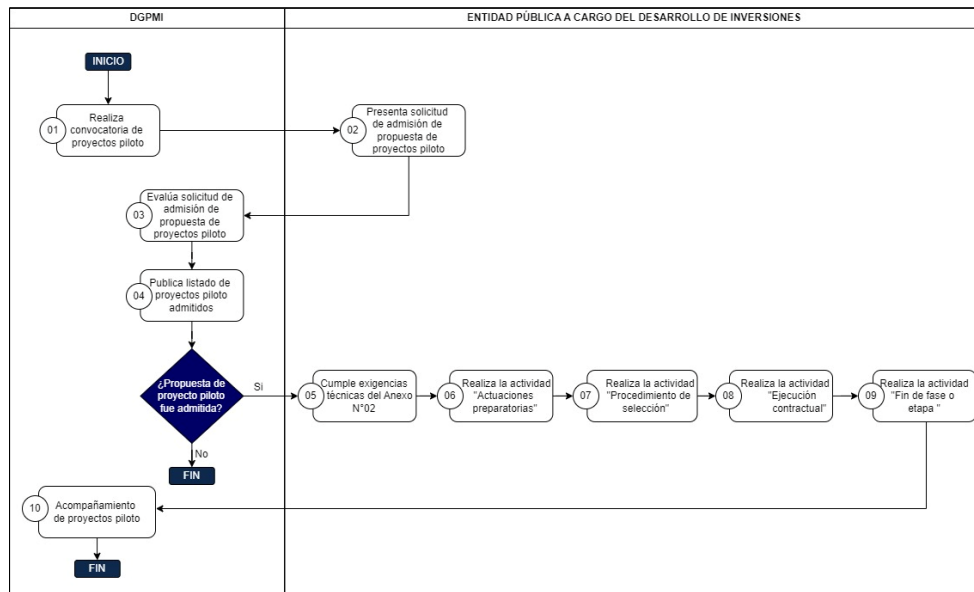 DGPMI
ENTIDAD PÚBLICA A CARGO DEL DESARROLLO DE INVERSIONES
INICIO
01
Realiza
convocatoria de
proyectos piloto
02
Presenta solicitud
de admisión de
propuesta de
proyectos piloto
03
Evalúa solicitud de
admisión de
propuesta de
proyectos piloto
04
Publica listado de
proyectos piloto
admitidos
¿Propuesta de
proyecto piloto
fue admitida?
Si
No
FIN
05
Cumple exigencias
técnicas del Anexo
N°02
06
Realiza la actividad
"Actuaciones
preparatorias"
07
Realiza la actividad
"Procedimiento de
selección"
08
Realiza la actividad
"Ejecución
contractual"
09
Realiza la actividad
"Fin de fase o
etapa "
10
Acompañamiento
de proyectos piloto
FIN